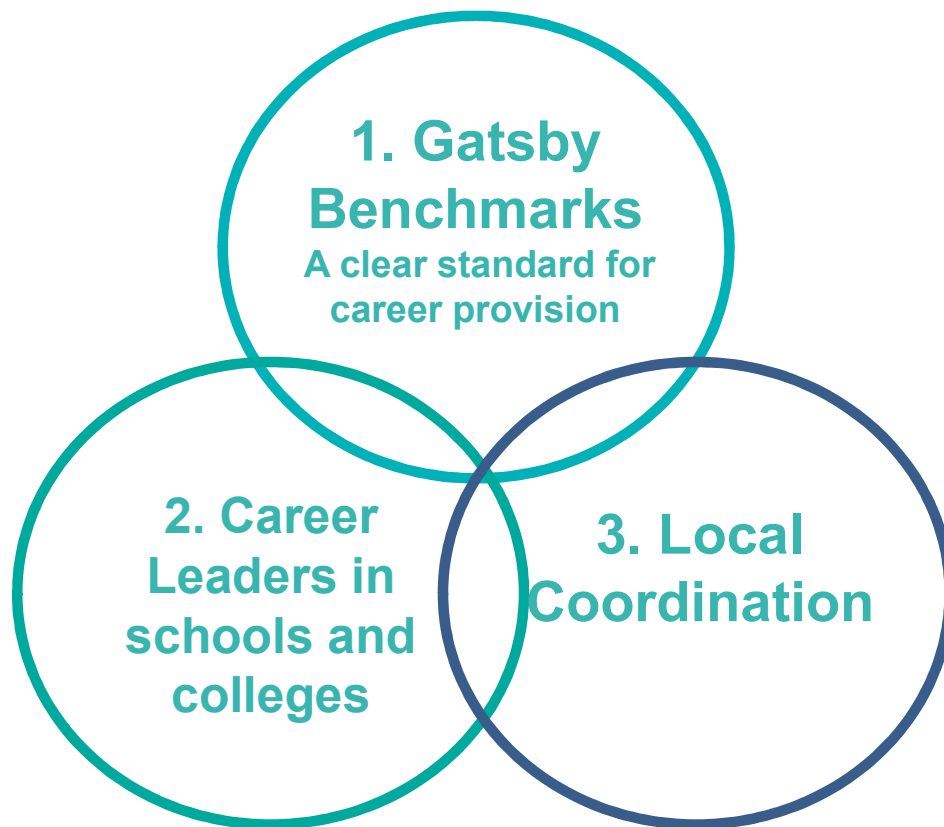 1. Gatsby
Benchmarks
A clear standard for
career provision
2. Career
Leaders in
schools and
colleges
3. Local
Coordination